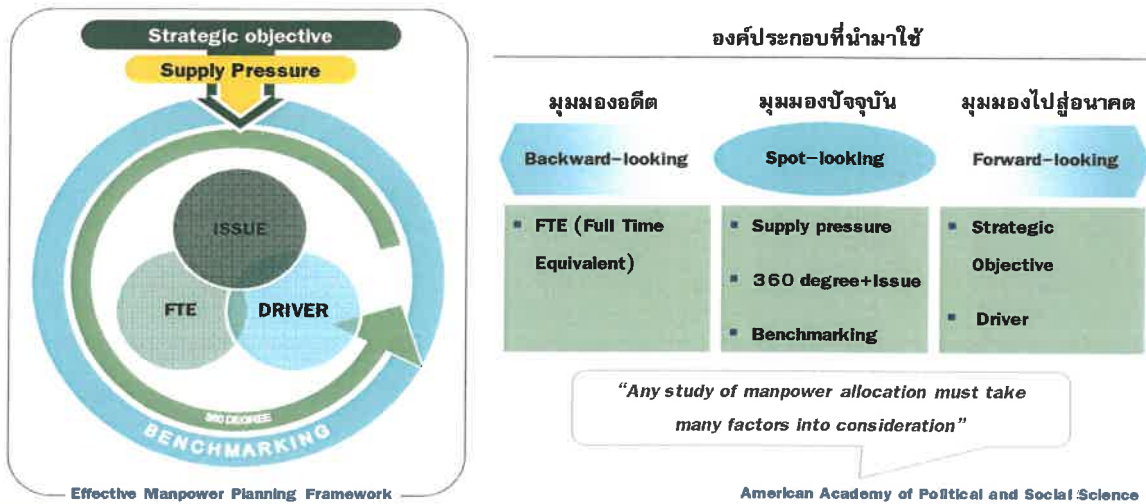 Strategic objective
Supply Pressure
ISSUE
FTE
DRIVER
360 DEGREE
BENCHMARKING
Effective Manpower Planning Framework
องค์ประกอบที่นำมาใช้
มุมมองอดีต
มุมมองปัจจุบัน
มุมมองไปสู่อนาคต
Backward-looking
Spot-looking
Forward-looking
▪ FTE (Full Time
Equivalent)
▪ Supply pressure
▪ 360 degree+Issue
▪ Benchmarking
▪ Strategic
Objective
▪ Driver
“Any study of manpower allocation must take
many factors into consideration”
American Academy of Political and Social Science